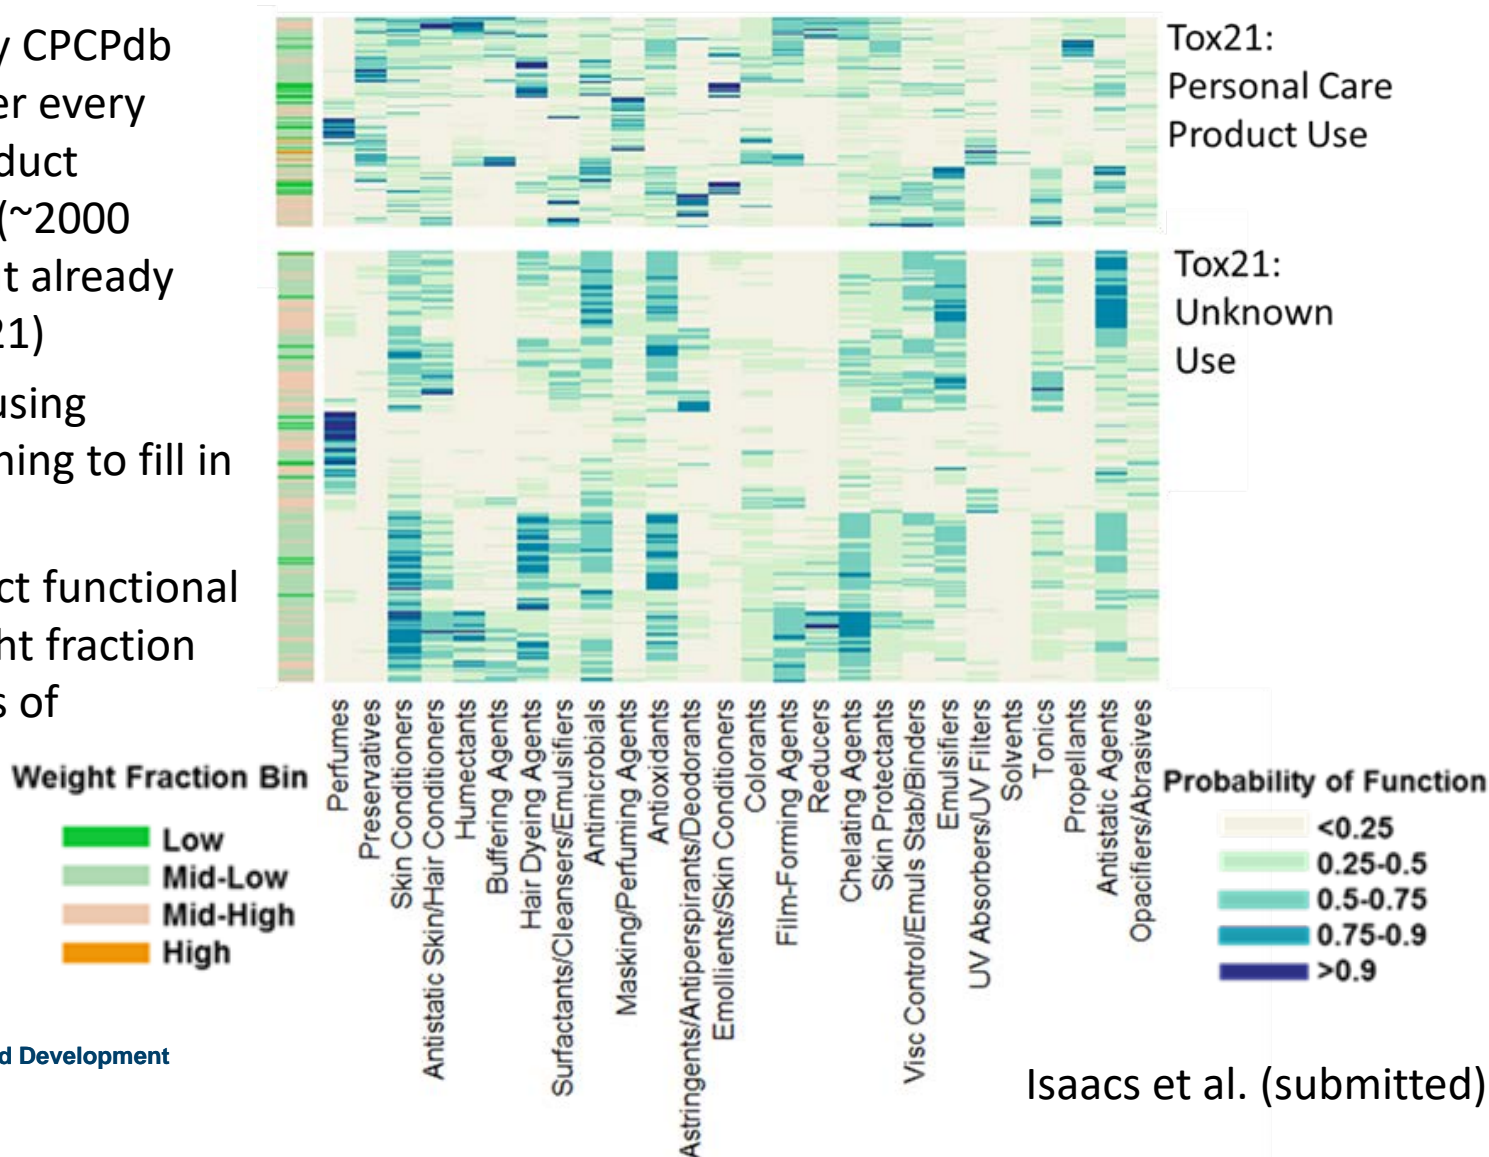 y CPCPdb
er every
duct
(~2000
t already
21)
using
ning to fill in
ct functional
ht fraction
s of
Tox21:
Personal Care
Product Use
Tox21:
Unknown
Use
Weight Fraction Bin
Low
Mid-Low
Mid-High
High
Perfumes
Preservatives
Skin Conditioners
Antistatic Skin/Hair Conditioners
Humectants
Buffering Agents
Hair Dyeing Agents
Surfactants/Cleansers/Emulsifiers
Antimicrobials
Masking/Perfuming Agents
Antioxidants
Astringents/Antiperspirants/Deodorants
Emollients/Skin Conditioners
Colorants
Film-Forming Agents
Reducers
Chelating Agents
Skin Protectants
Visc Control/Emuls Stab/Binders
Emulsifiers
UV Absorbers/UV Filters
Solvents
Tonics
Propellants
Antistatic Agents
Opacifiers/Abrasives
Probability of Function
<0.25
0.25-0.5
0.5-0.75
0.75-0.9
>0.9
d Development
Isaacs et al. (submitted)